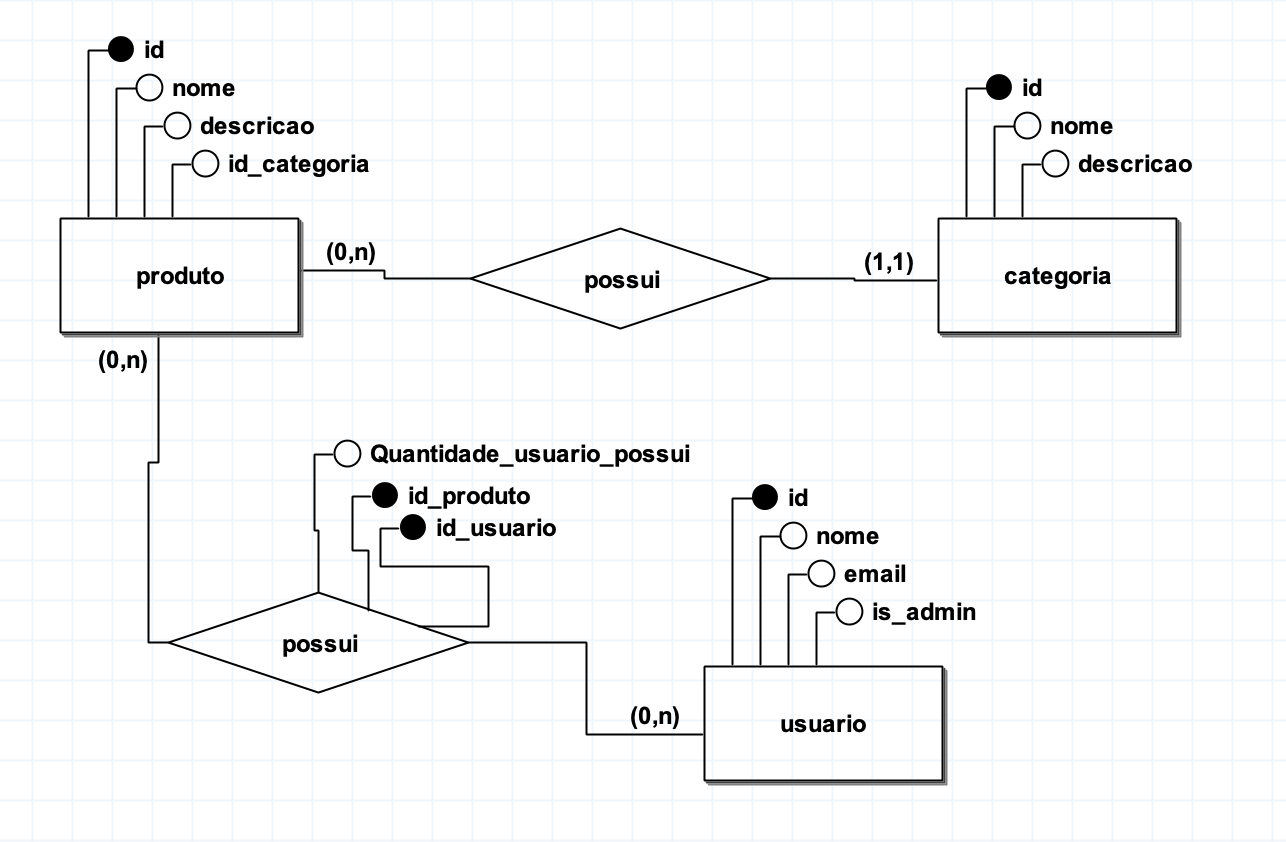 id
nome
descricao
id_categoria
produto
(0,n)
possui
(1,1)
id
nome
descricao
categoria
(0,n)
Quantidade_usuario_possui
id_produto
id_usuario
possui
(0,n)
id
nome
email
is_admin
usuario